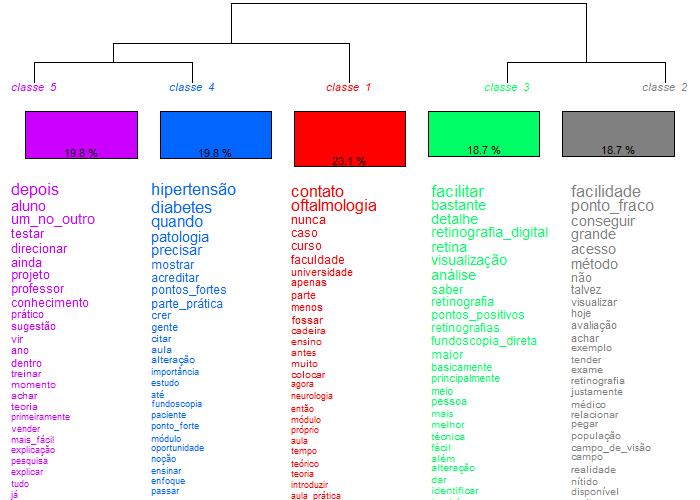 classe 5
classe 4
classe 1
classe 3
classe 2
19.8 %
19.8 %
23.1 %
18.7 %
18.7 %
depois
aluno
um_no_outro
testar
direcionar
ainda
projeto
professor
conhecimento
prático
sugestão
vir
ano
dentro
treinar
momento
achar
teoria
primeiramente
vender
mais_fácil
explicação
pesquisa
explicar
tudo
já
hipertensão
diabetes
quando
patologia
precisar
mostrar
acreditar
pontos_fortes
parte_prática
crer
gente
citar
aula
alteração
importância
estudo
até
fundoscopia
paciente
ponto_forte
módulo
oportunidade
noção
ensinar
enfoque
passar
contato
oftalmologia
nunca
caso
curso
faculdade
universidade
apenas
parte
menos
fossar
cadeira
ensino
antes
muito
colocar
agora
neurologia
então
módulo
próprio
aula
tempo
teórico
teoria
introduzir
aula_prática
facilitar
bastante
detalhe
retinografia_digital
retina
visualização
análise
saber
retinografia
pontos_positivos
retinografias
fundoscopia_direta
maior
basicamente
principalmente
meio
pessoa
mais
melhor
técnica
fácil
além
alteração
dar
identificar
facilidade
ponto_fraco
conseguir
grande
acesso
método
não
talvez
visualizar
hoje
avaliação
achar
exemplo
tender
exame
retinografia
justamente
médico
relacionar
pegar
população
campo_de_visão
campo
realidade
nítido
disponível